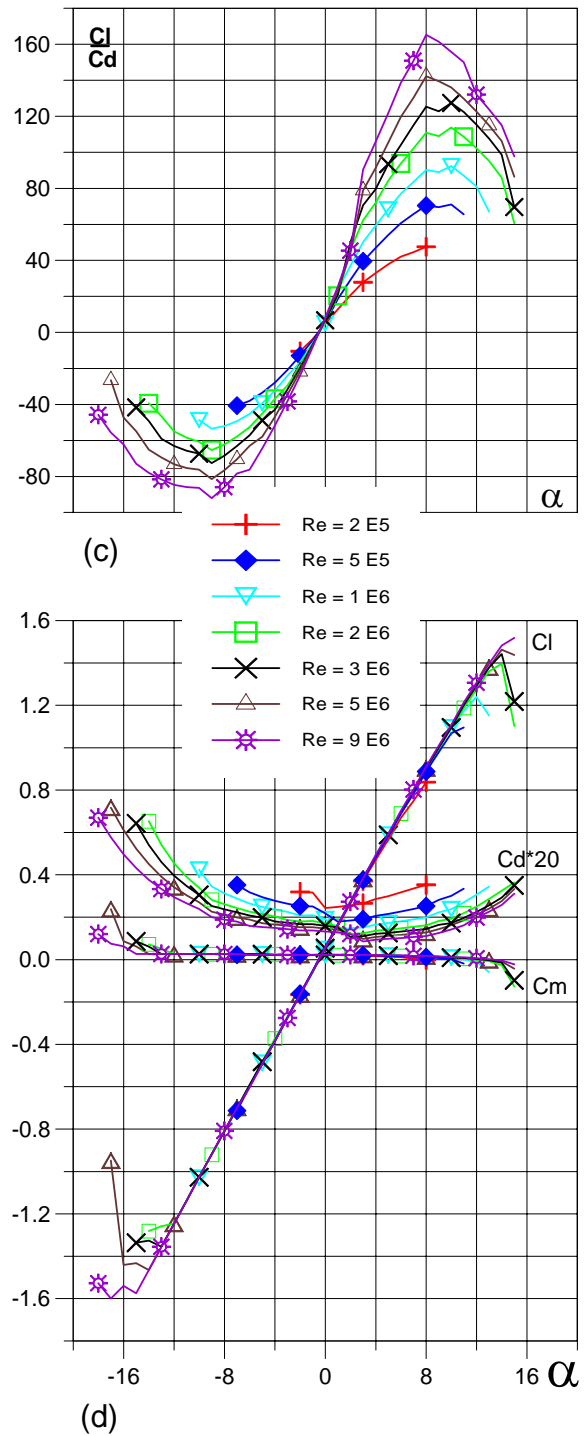 160
Cl
Cd
120
80
40
0
-40
-80
α
(c)
Re = 2 E5
Re = 5 E5
Re = 1 E6
Re = 2 E6
Re = 3 E6
Re = 5 E6
Re = 9 E6
1.6
Cl
1.2
0.8
Cd*20
0.4
0.0
Cm
-0.4
-0.8
-1.2
-1.6
-16 -8 0 8 16 α
(d)